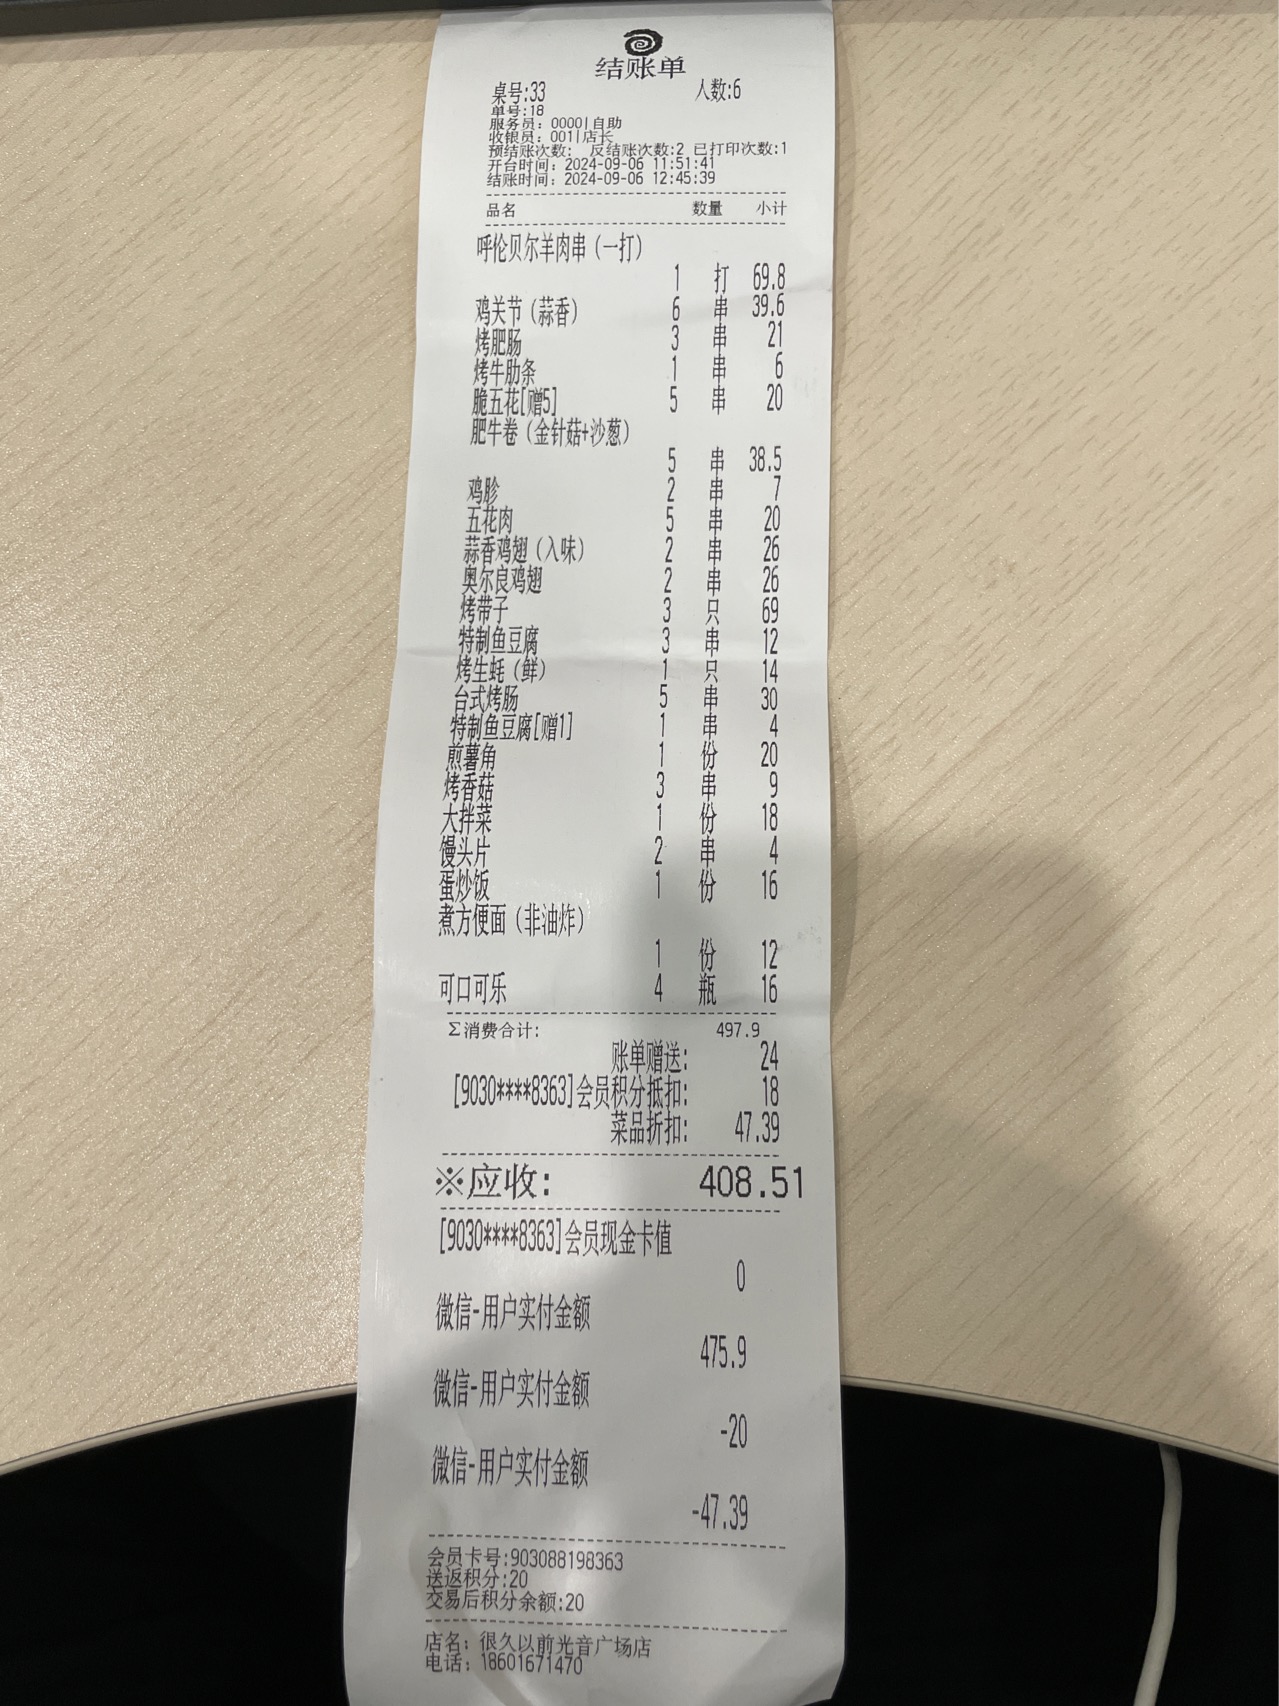 结账单
桌号:33 人数:6
单号:18
服务员：0000|自助
收银员：001|店长
预结账次数： 反结账次数:2 已打印次数:1
开台时间：2024-09-06 11:51:41
结账时间：2024-09-06 12:45:39
品名 数量 小计
呼伦贝尔羊肉串（一打）
1 打 69.8
鸡关节（蒜香） 6 串 39.6
烤肥肠 3 串 21
烤牛肋条 1 串 6
脆五花[赠5] 5 串 20
肥牛卷（金针菇+沙葱）
5 串 38.5
鸡胗 2 串 7
五花肉 5 串 20
蒜香鸡翅（入味） 2 串 26
奥尔良鸡翅 2 串 26
烤带子 3 只 69
特制鱼豆腐 3 串 12
烤生蚝（鲜） 1 只 14
台式烤肠 5 串 30
特制鱼豆腐[赠1] 1 串 4
煎薯角 1 份 20
烤香菇 3 串 9
大拌菜 1 份 18
馒头片 2 串 4
蛋炒饭 1 份 16
煮方便面（非油炸）
1 份 12
可口可乐 4 瓶 16
Σ消费合计: 497.9
账单赠送: 24
[9030****8363]会员积分抵扣: 18
菜品折扣: 47.39
※应收: 408.51
[9030****8363]会员现金卡值
0
微信-用户实付金额
475.9
微信-用户实付金额
-20
微信-用户实付金额
-47.39
会员卡号:903088198363
送返积分:20
交易后积分余额:20
店名：很久以前光音广场店
电话：18601671470